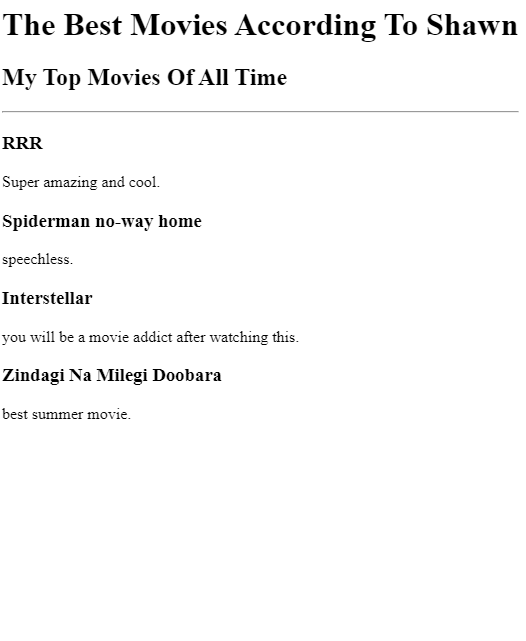 The Best Movies According To Shawn
My Top Movies Of All Time
RRR
Super amazing and cool.
Spiderman no-way home
speechless.
Interstellar
you will be a movie addict after watching this.
Zindagi Na Milegi Doobara
best summer movie.